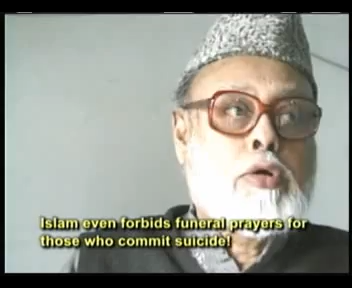 Islam even forbids funeral prayers for
those who commit suicide!